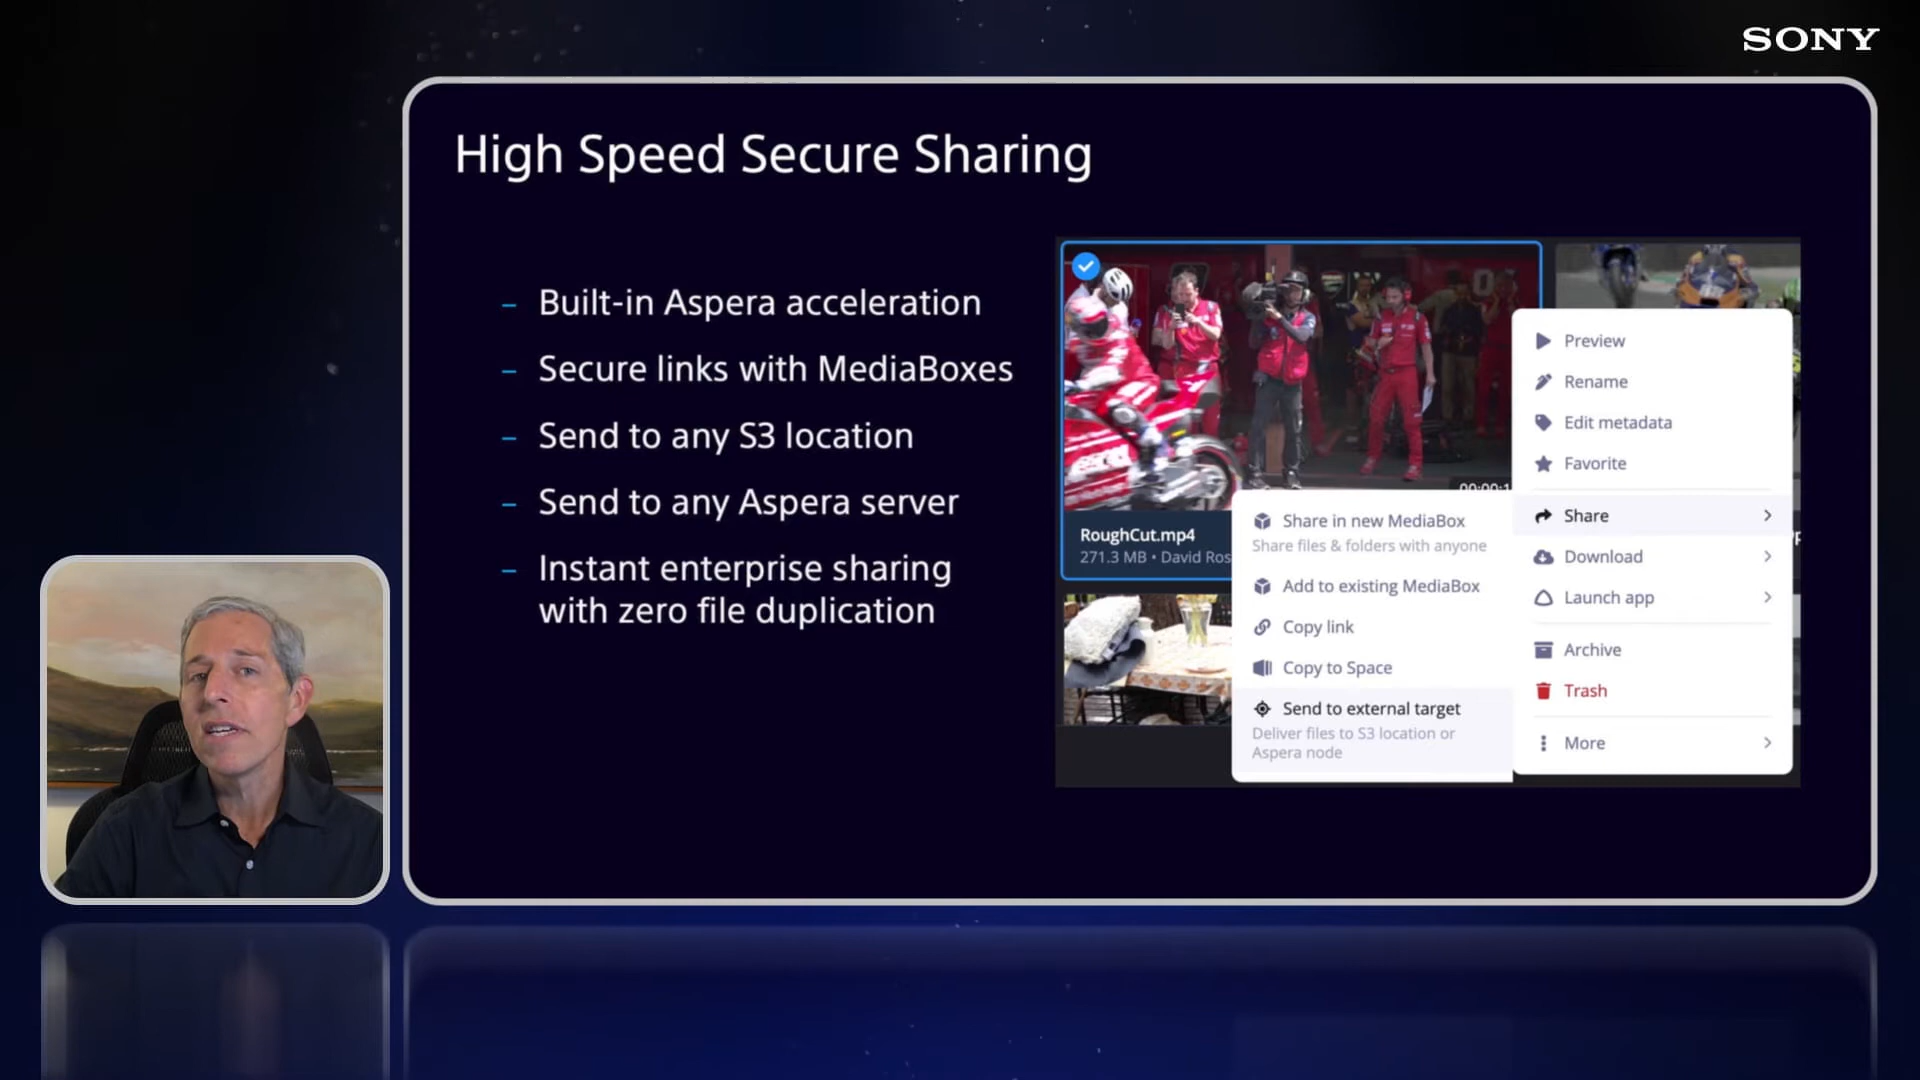 SONY
High Speed Secure Sharing
– Built-in Aspera acceleration
– Secure links with MediaBoxes
– Send to any S3 location
– Send to any Aspera server
– Instant enterprise sharing
with zero file duplication
RoughCut.mp4
271.3 MB • David Ros
Share in new MediaBox
Share files & folders with anyone
Add to existing MediaBox
Copy link
Copy to Space
Send to external target
Deliver files to S3 location or
Aspera node
Preview
Rename
Edit metadata
Favorite
Share
Download
Launch app
Archive
Trash
More